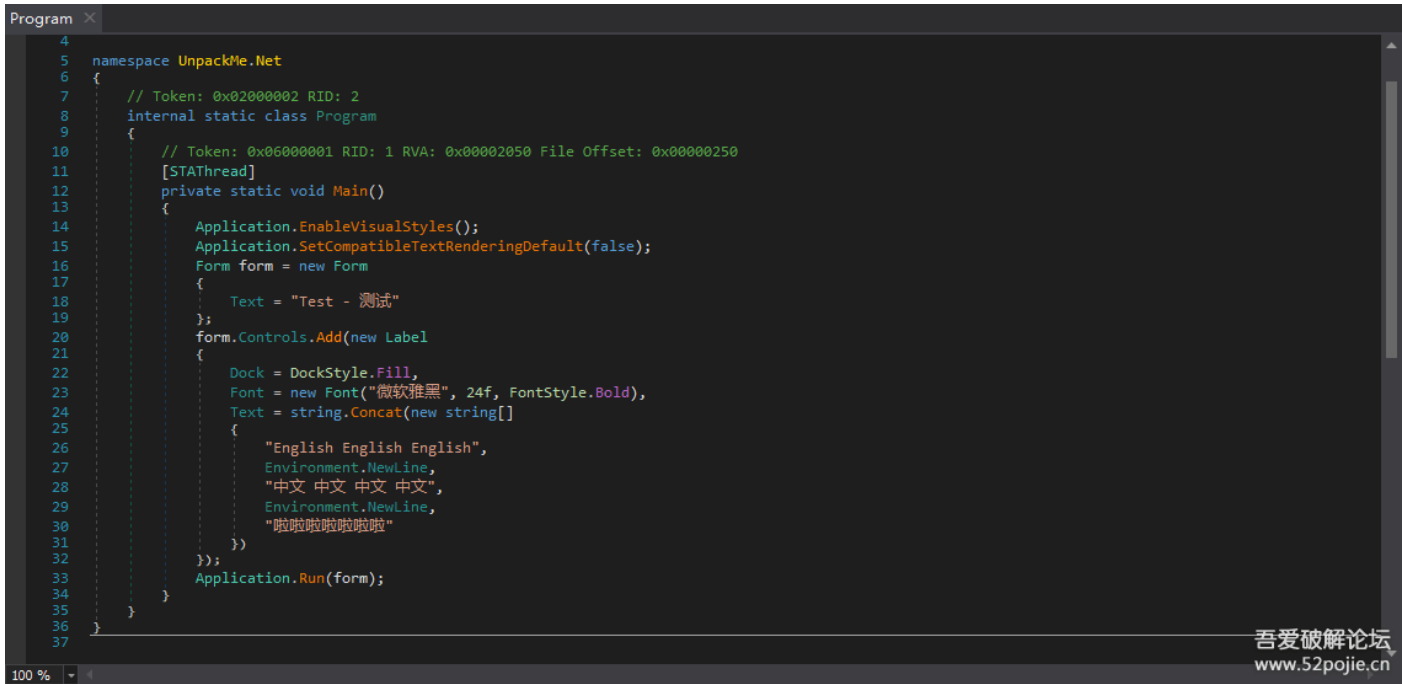 Program
4
5 namespace UnpackMe.Net
6 {
7 // Token: 0x02000002 RID: 2
8 internal static class Program
9 {
10 // Token: 0x06000001 RID: 1 RVA: 0x00002050 File Offset: 0x00000250
11 [STAThread]
12 private static void Main()
13 {
14 Application.EnableVisualStyles();
15 Application.SetCompatibleTextRenderingDefault(false);
16 Form form = new Form
17 {
18 Text = "Test - 测试"
19 };
20 form.Controls.Add(new Label
21 {
22 Dock = DockStyle.Fill,
23 Font = new Font("微软雅黑", 24f, FontStyle.Bold),
24 Text = string.Concat(new string[]
25 {
26 "English English English",
27 Environment.NewLine,
28 "中文 中文 中文 中文",
29 Environment.NewLine,
30 "啦啦啦啦啦啦啦"
31 })
32 });
33 Application.Run(form);
34 }
35 }
36 }
37
吾爱破解论坛
www.52pojie.cn
100 %